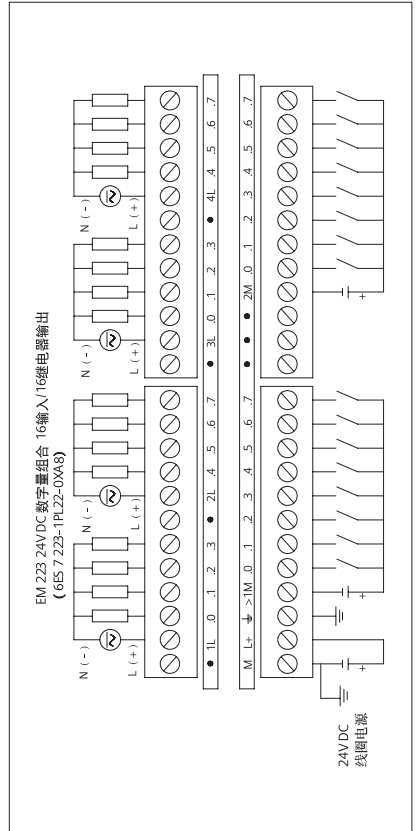 EM 223 24V DC 数字量组合 16输入/16继电器输出
( 6ES 7 223-1PL22-0XA8)
N (-) N (-) N (-) N (-)
L (+) L (+) L (+) L (+)
● 1L .0 .1 .2 .3 ● 2L .4 .5 .6 .7 ● 3L .0 .1 .2 .3 ● 4L .4 .5 .6 .7
M L+ ⏚ >1M .0 .1 .2 .3 .4 .5 .6 .7 ● ● ● 2M .0 .1 .2 .3 .4 .5 .6 .7
+ + +
24V DC
线圈电源